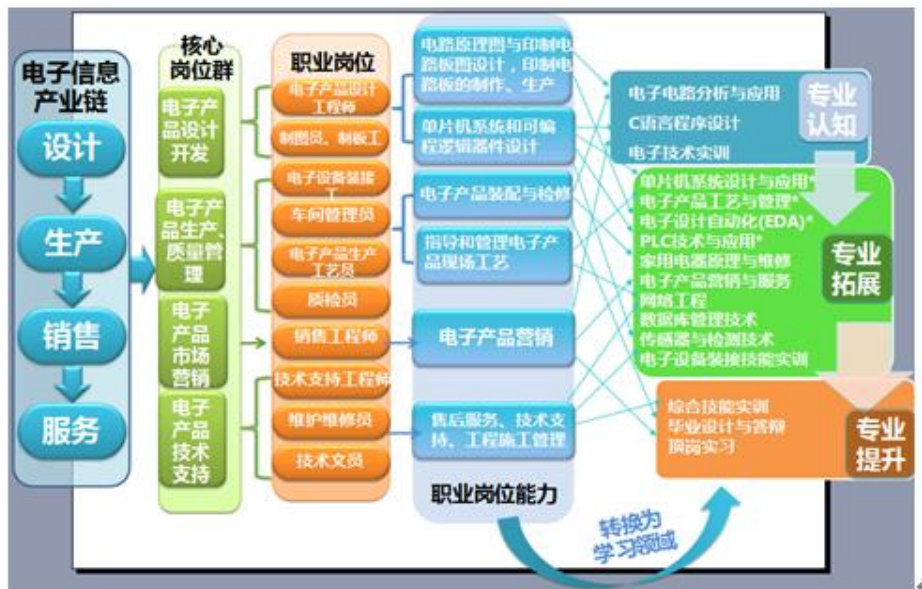 电子信息
产业链
设计
生产
销售
服务
核心
岗位群
电子产
品设计
开发
电子产
品生产、
质量管
理
电子
产品
市场
营销
电子
产品
技术
支持
职业岗位
电子产品设计
工程师
制图员、制板工
电子设备装接
工
车间管理员
电子产品生产
工艺员
质检员
销售工程师
技术支持工程师
维护维修员
技术文员
电路原理图与印制电
路板图设计，印制电
路板的制作、生产
单片机系统和可编
程逻辑器件设计
电子产品装配与检修
指导和管理电子产
品现场工艺
电子产品营销
售后服务、技术支
持、工程施工管理
职业岗位能力
转换为
学习领域
电子电路分析与应用
C语言程序设计
电子技术实训
专业
认知
单片机系统设计与应用*
电子产品工艺与管理*
电子设计自动化(EDA)*
PLC技术与应用*
家用电器原理与维修
电子产品营销与服务
网络工程
数据库管理技术
传感器与检测技术
电子设备装接技能实训
专业
拓展
综合技能实训
毕业设计与答辩
顶岗实习
专业
提升